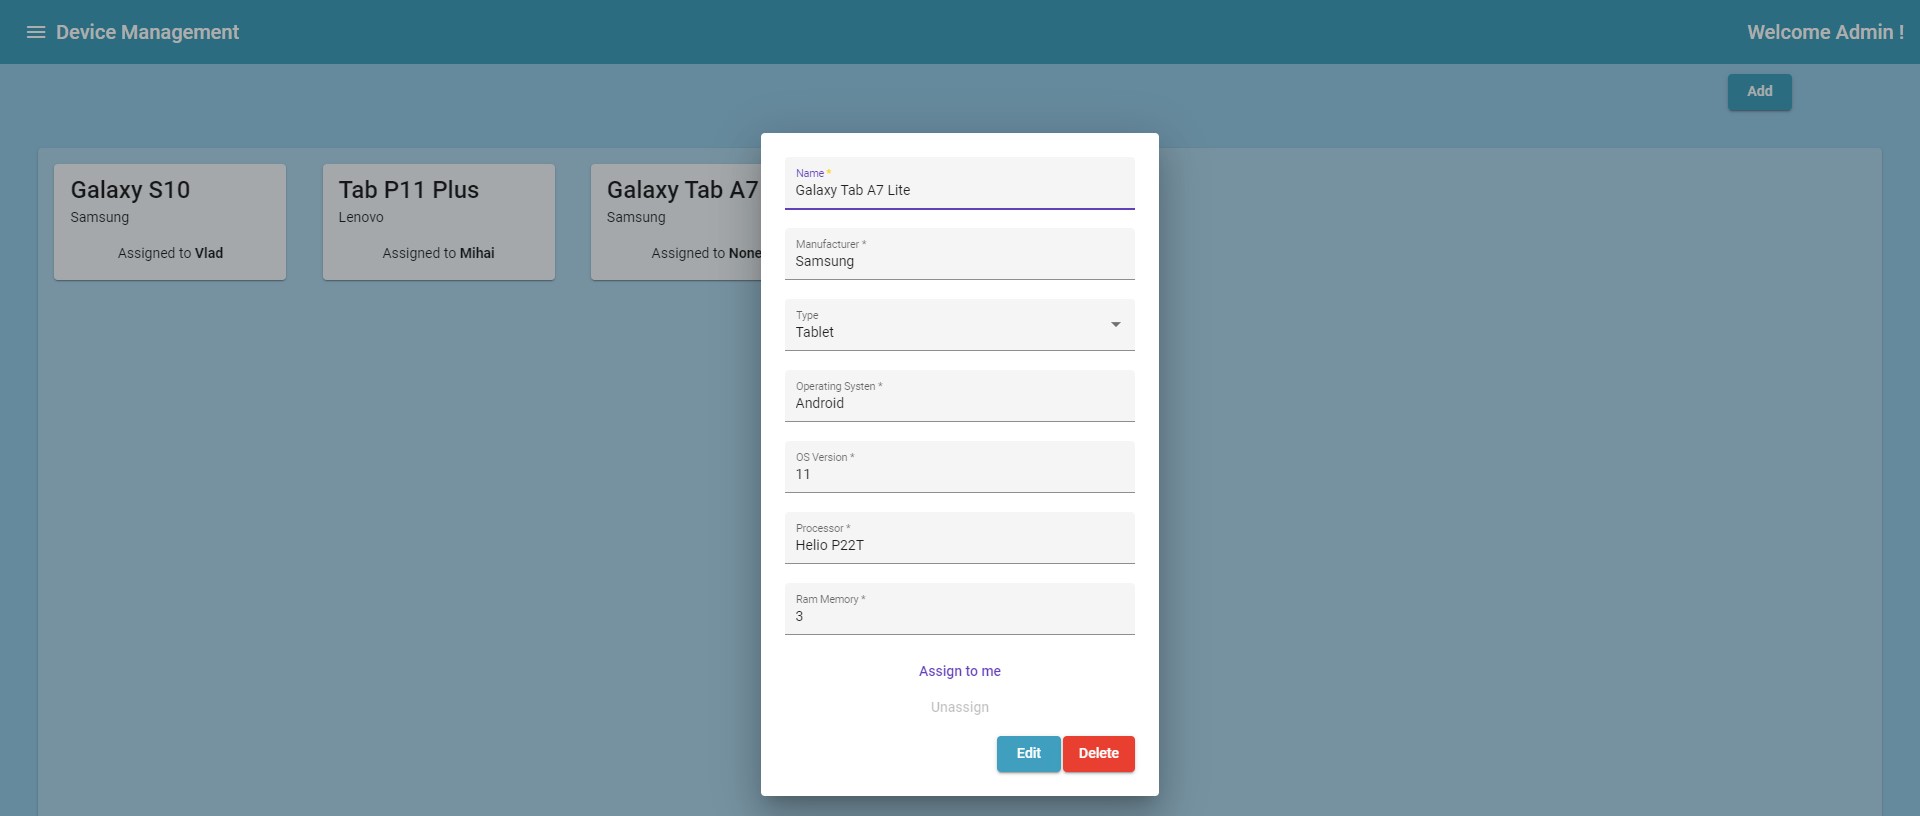 Device Management
Welcome Admin !
Add
Galaxy S10
Samsung
Assigned to Vlad
Tab P11 Plus
Lenovo
Assigned to Mihai
Galaxy Tab A7
Samsung
Assigned to None
Name *
Galaxy Tab A7 Lite
Manufacturer *
Samsung
Type
Tablet
Operating Systen *
Android
OS Version *
11
Processor *
Helio P22T
Ram Memory *
3
Assign to me
Unassign
Edit
Delete